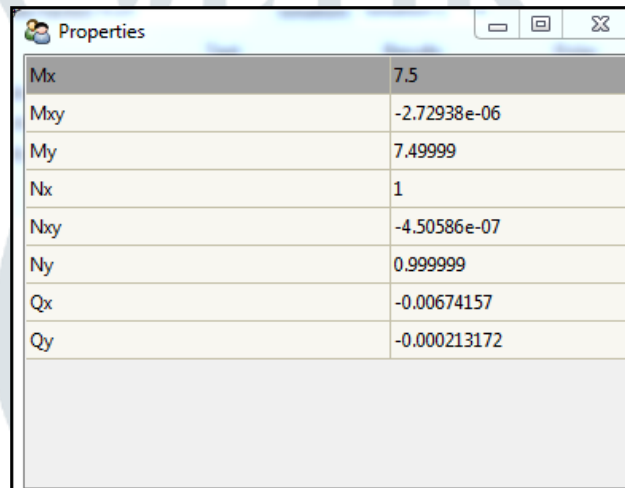 Properties
Mx 7.5
Mxy -2.72938e-06
My 7.49999
Nx 1
Nxy -4.50586e-07
Ny 0.999999
Qx -0.00674157
Qy -0.000213172